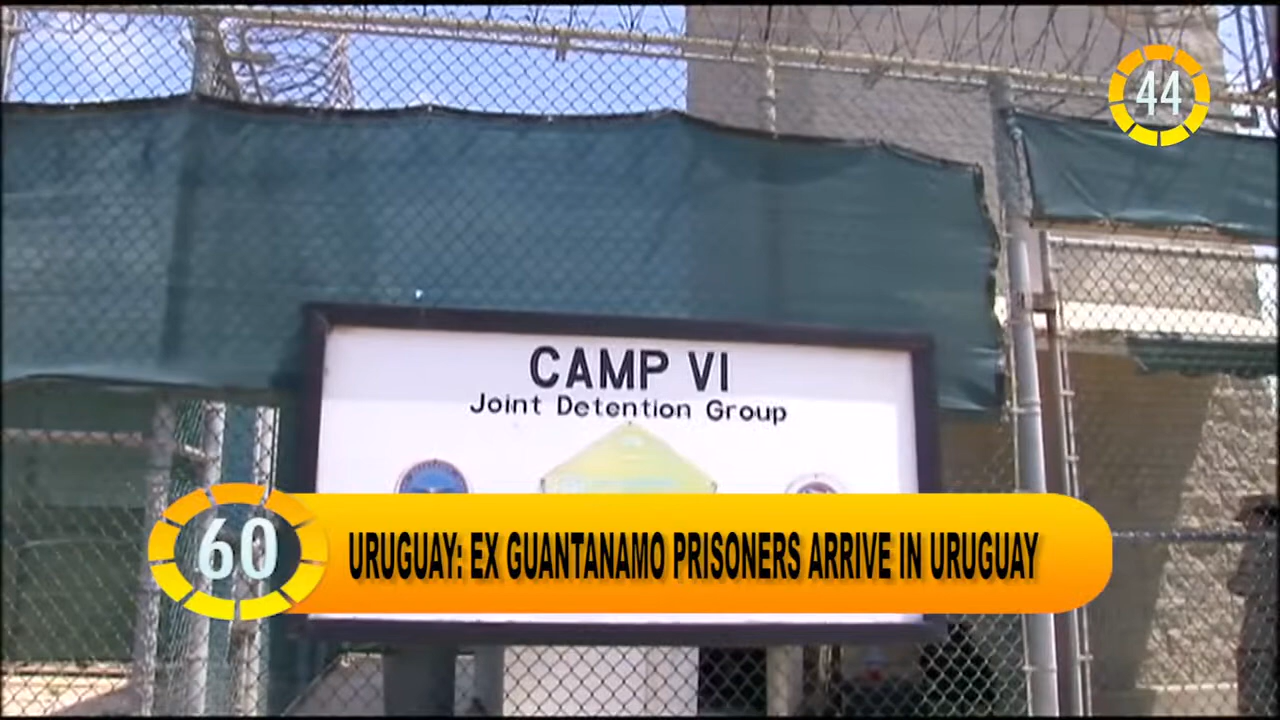 44
CAMP VI
Joint Detention Group
60
URUGUAY: EX GUANTANAMO PRISONERS ARRIVE IN URUGUAY